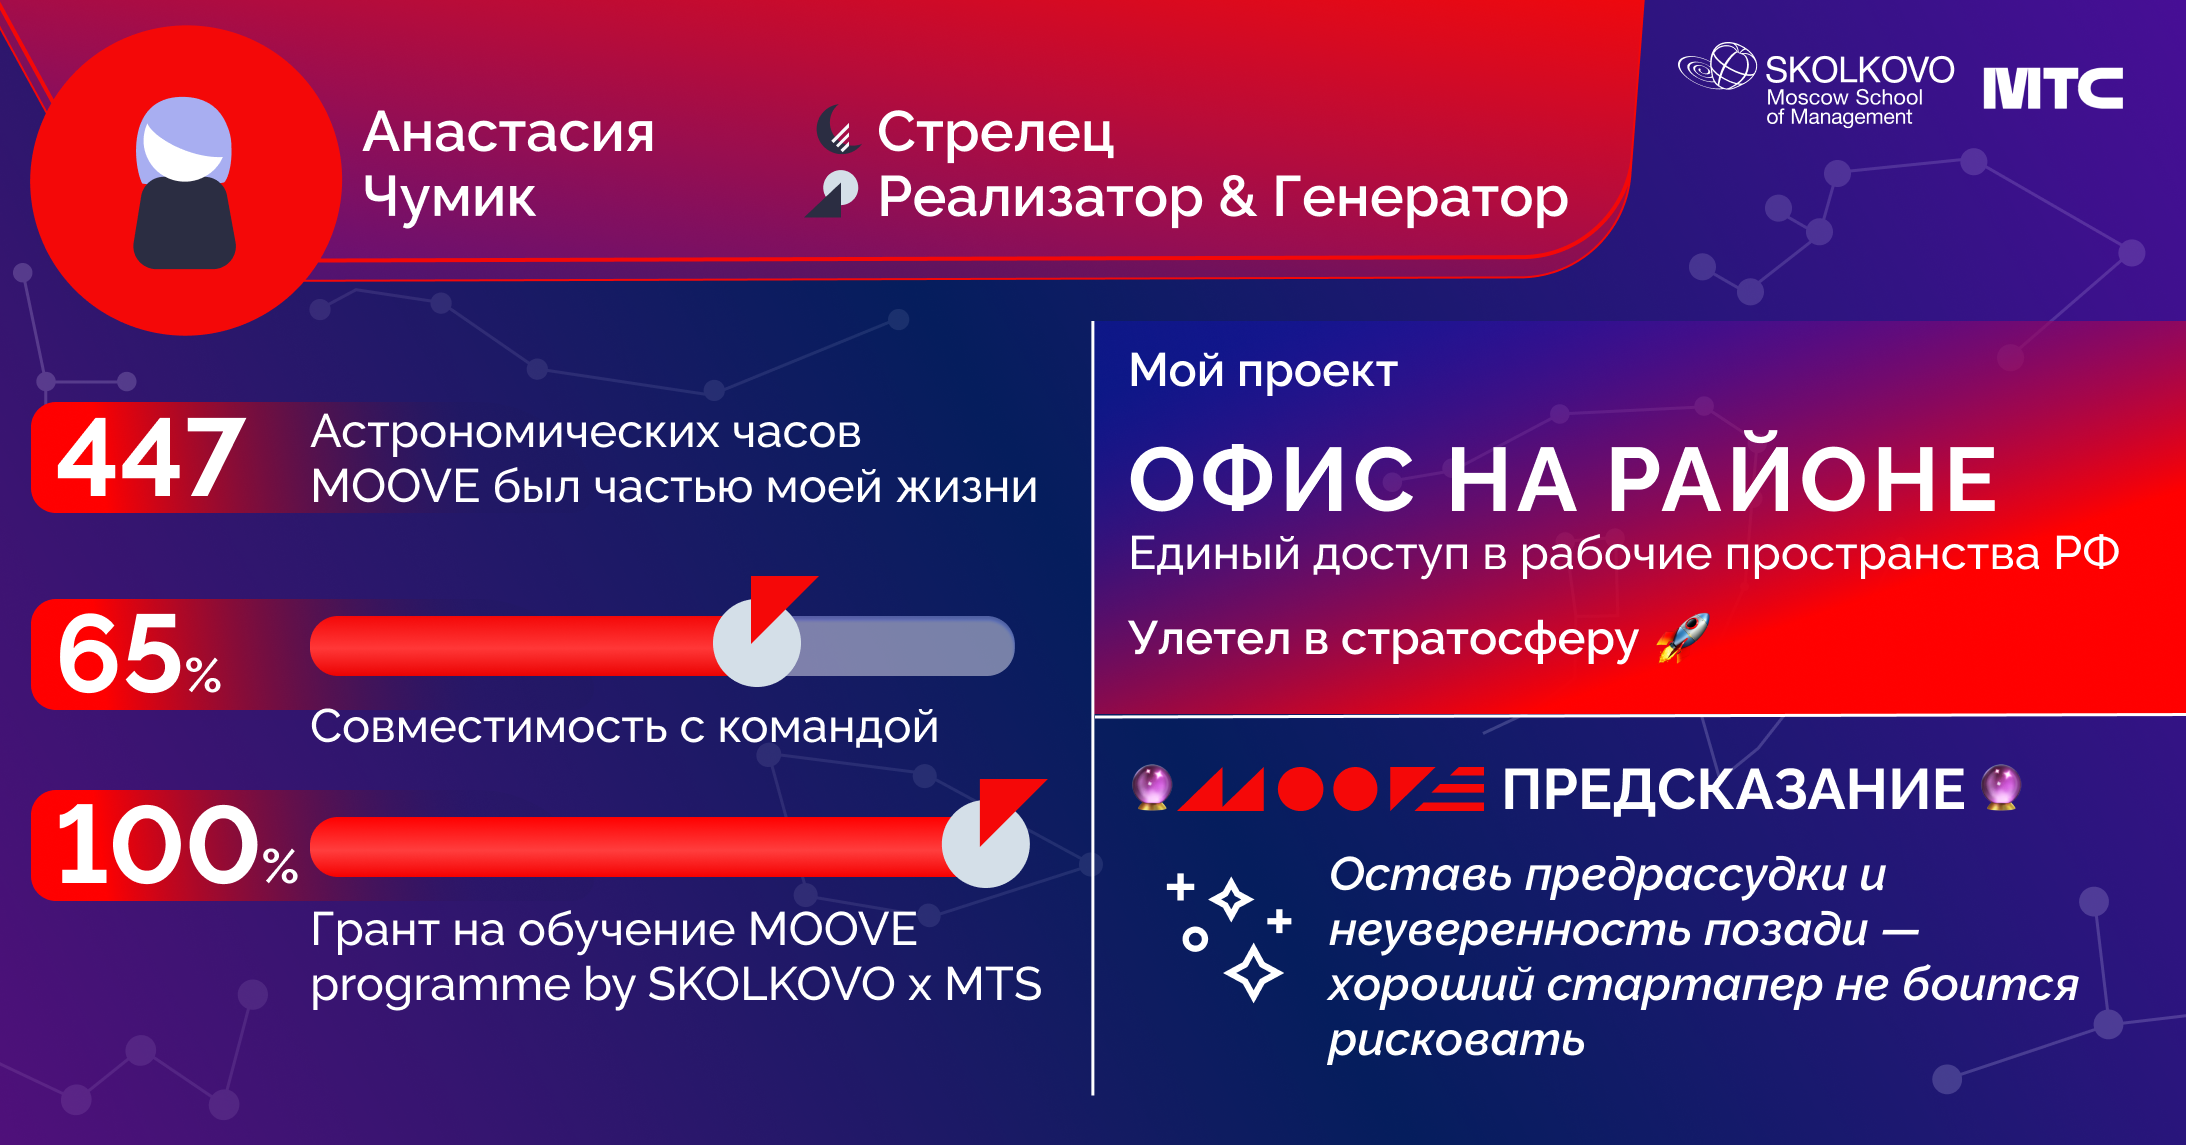 Анастасия
Чумик
Стрелец
Реализатор & Генератор
SKOLKOVO
Moscow School
of Management
МТС
447
Астрономических часов
MOOVE был частью моей жизни
65%
Совместимость с командой
100%
Грант на обучение MOOVE
programme by SKOLKOVO x MTS
Мой проект
ОФИС НА РАЙОНЕ
Единый доступ в рабочие пространства РФ
Улетел в стратосферу 🚀
🔮 MOOVE ПРЕДСКАЗАНИЕ 🔮
Оставь предрассудки и
неуверенность позади —
хороший стартапер не боится
рисковать